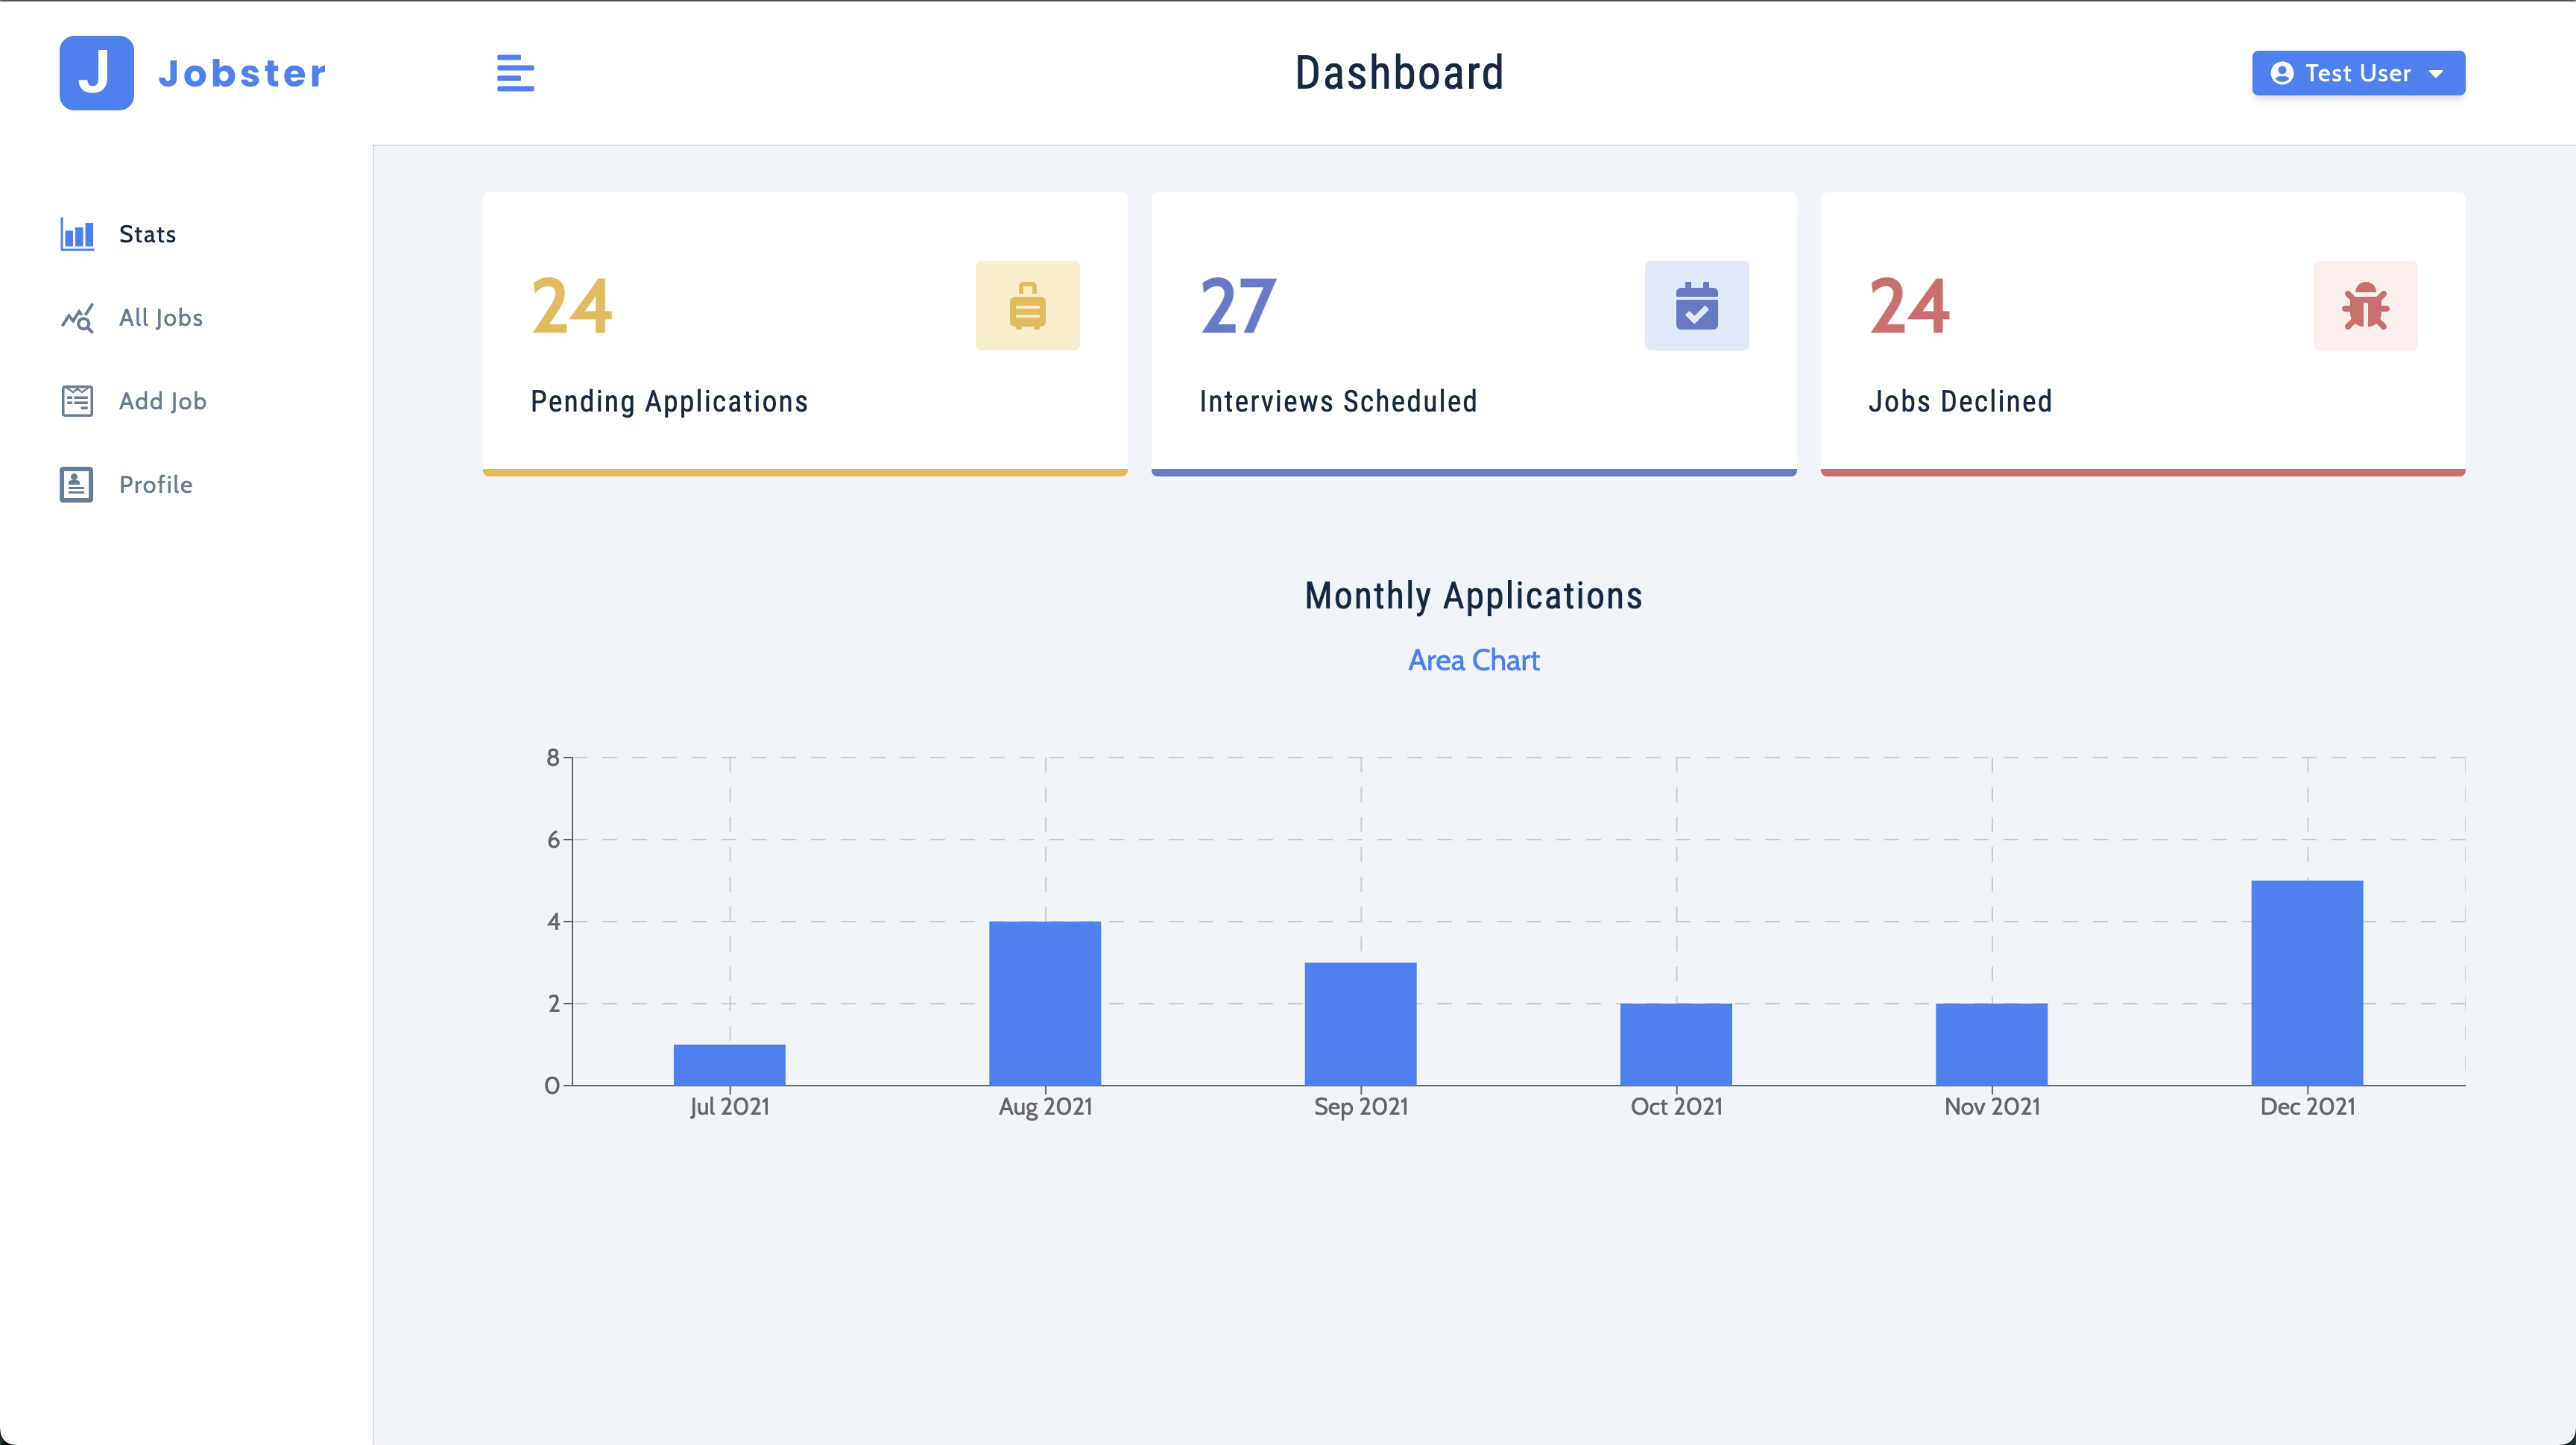 J Jobster
Dashboard
Test User
Stats
All Jobs
Add Job
Profile
24
Pending Applications
27
Interviews Scheduled
24
Jobs Declined
Monthly Applications
Area Chart
8
6
4
2
0
Jul 2021 Aug 2021 Sep 2021 Oct 2021 Nov 2021 Dec 2021